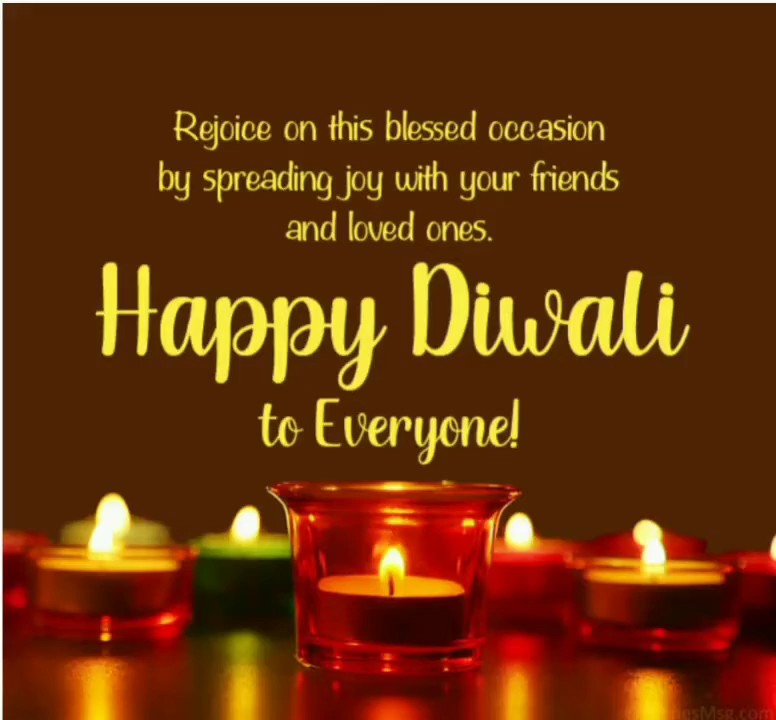 Rejoice on this blessed occasion
by spreading joy with your friends
and loved ones.
Happy Diwali
to Everyone!